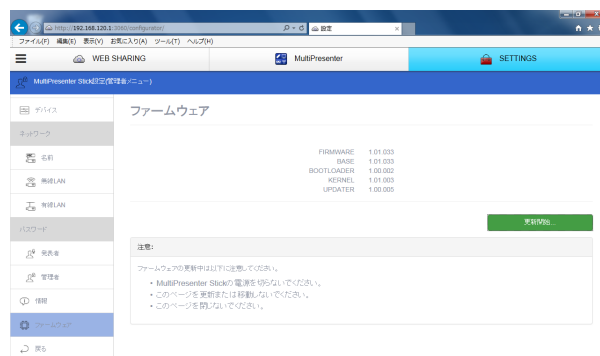 http://192.168.120.1:3080/configurator/
設定
ファイル(F) 編集(E) 表示(V) お気に入り(A) ツール(T) ヘルプ(H)
WEB SHARING
MultiPresenter
SETTINGS
MultiPresenter Stick設定(管理者メニュー)
デバイス
ネットワーク
名前
無線LAN
有線LAN
パスワード
発表者
管理者
情報
ファームウェア
戻る
ファームウェア
FIRMWARE 1.01.033
BASE 1.01.033
BOOTLOADER 1.00.002
KERNEL 1.01.003
UPDATER 1.00.005
更新開始...
注意:
ファームウェアの更新中は以下に注意してください。
• MultiPresenter Stickの電源を切らないでください。
• このページを更新または移動しないでください。
• このページを閉じないでください。